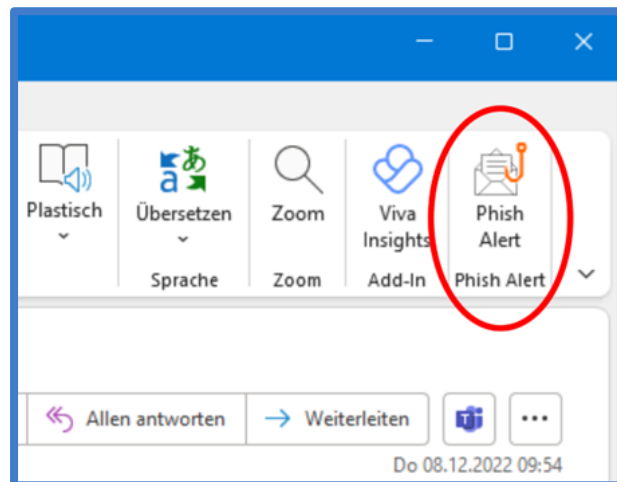 Plastisch
Übersetzen
Zoom
Viva
Insights
Phish
Alert
Sprache
Zoom
Add-In
Phish Alert
Allen antworten
Weiterleiten
Do 08.12.2022 09:54